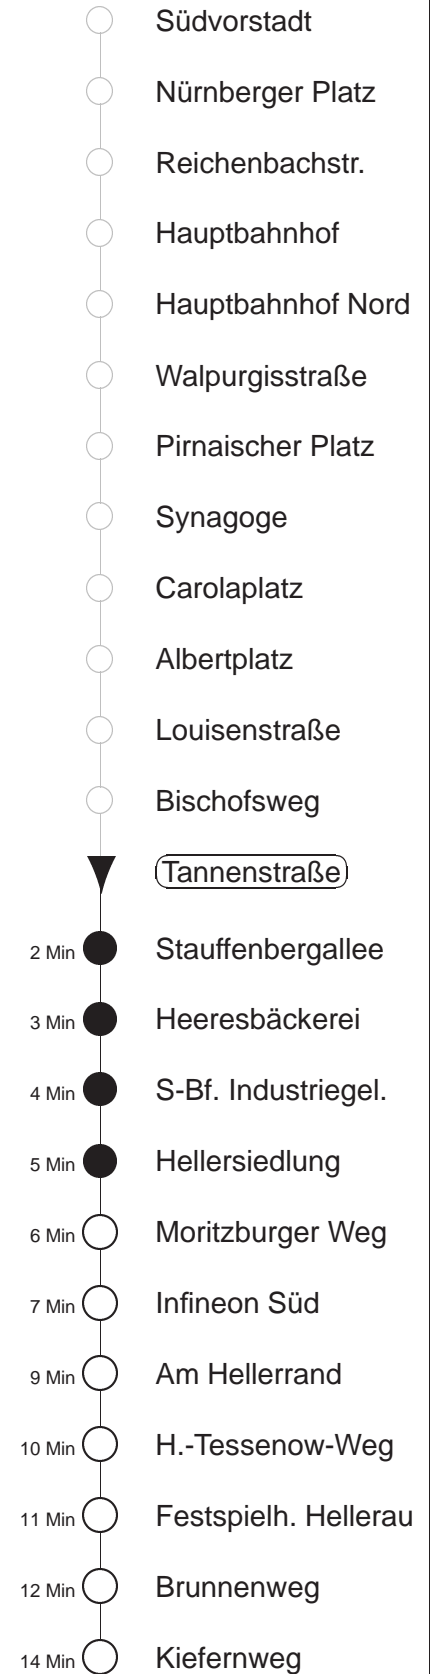 Südvorstadt
Nürnberger Platz
Reichenbachstr.
Hauptbahnhof
Hauptbahnhof Nord
Walpurgisstraße
Pirnaischer Platz
Synagoge
Carolaplatz
Albertplatz
Louisenstraße
Bischofsweg
Tannenstraße
2 Min Stauffenbergallee
3 Min Heeresbäckerei
4 Min S-Bf. Industriegel.
5 Min Hellersiedlung
6 Min Moritzburger Weg
7 Min Infineon Süd
9 Min Am Hellerrand
10 Min H.-Tessenow-Weg
11 Min Festspielh. Hellerau
12 Min Brunnenweg
14 Min Kiefernweg